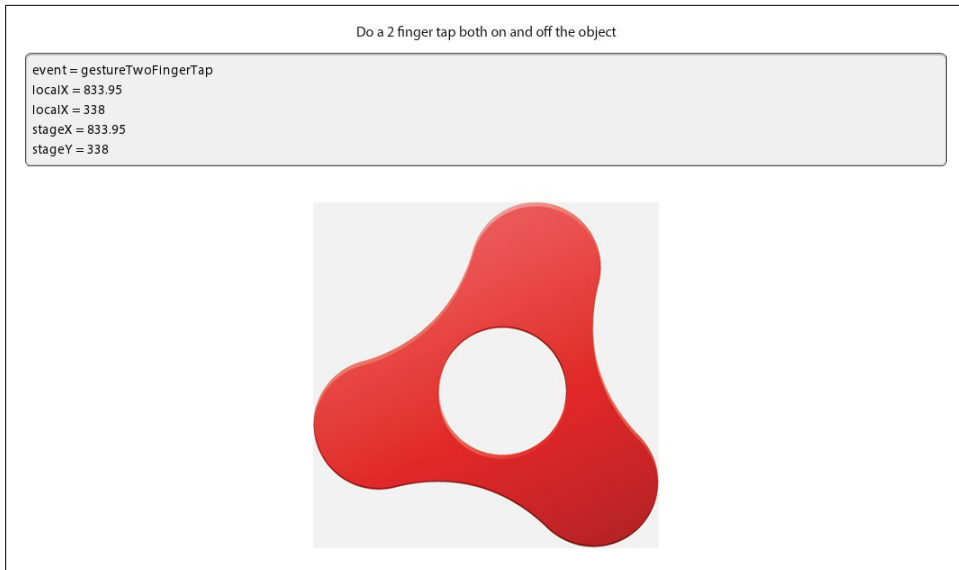 Do a 2 finger tap both on and off the object
event = gestureTwoFingerTap
localX = 833.95
localX = 338
stageX = 833.95
stageY = 338